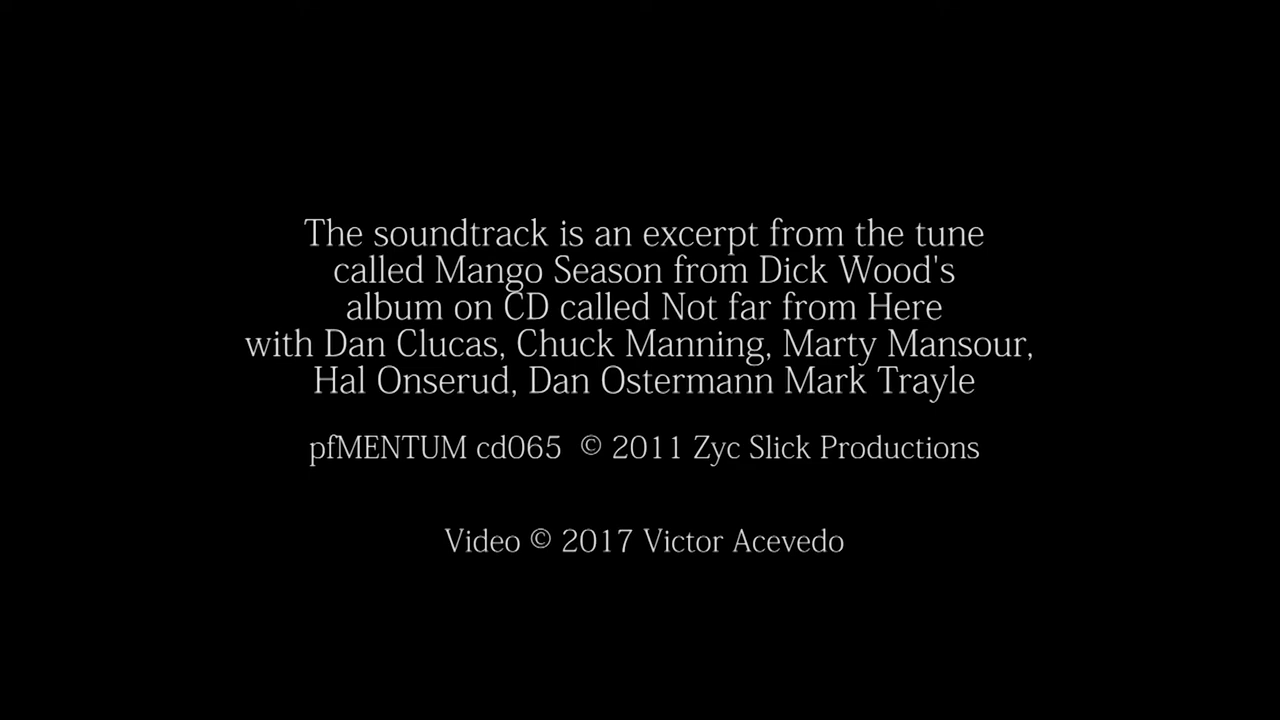 The soundtrack is an excerpt from the tune
called Mango Season from Dick Wood's
album on CD called Not far from Here
with Dan Clucas, Chuck Manning, Marty Mansour,
Hal Onserud, Dan Ostermann Mark Trayle
pfMENTUM cd065 © 2011 Zyc Slick Productions
Video © 2017 Victor Acevedo